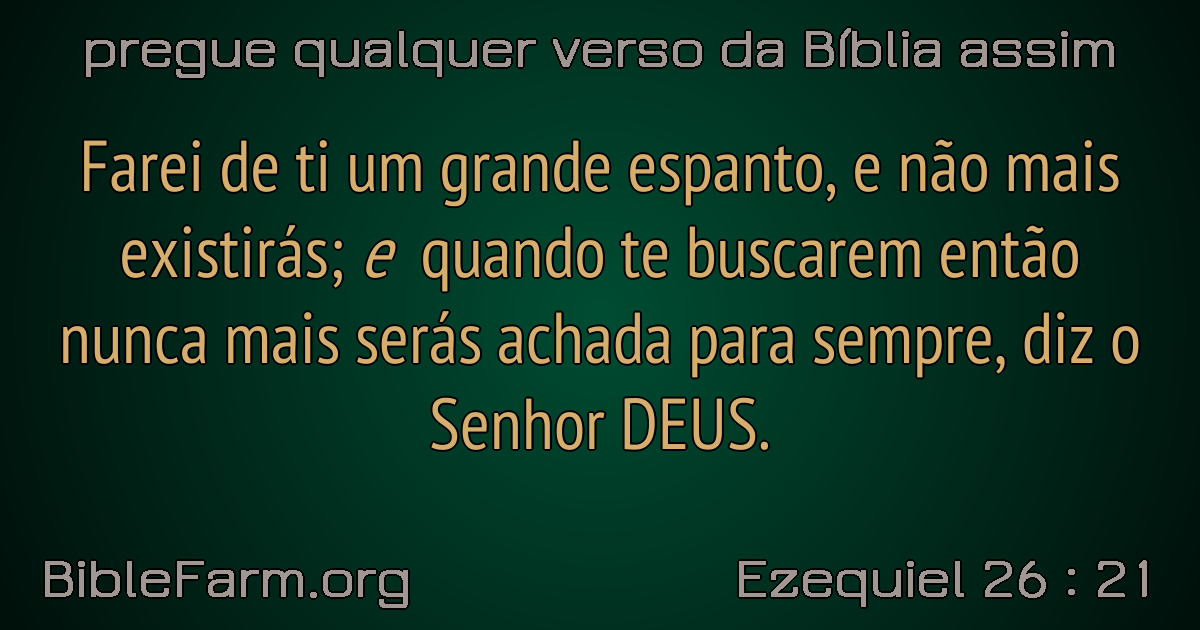 pregue qualquer verso da Bíblia assim
Farei de ti um grande espanto, e não mais
existirás; e quando te buscarem então
nunca mais serás achada para sempre, diz o
Senhor DEUS.
BibleFarm.org
Ezequiel 26 : 21